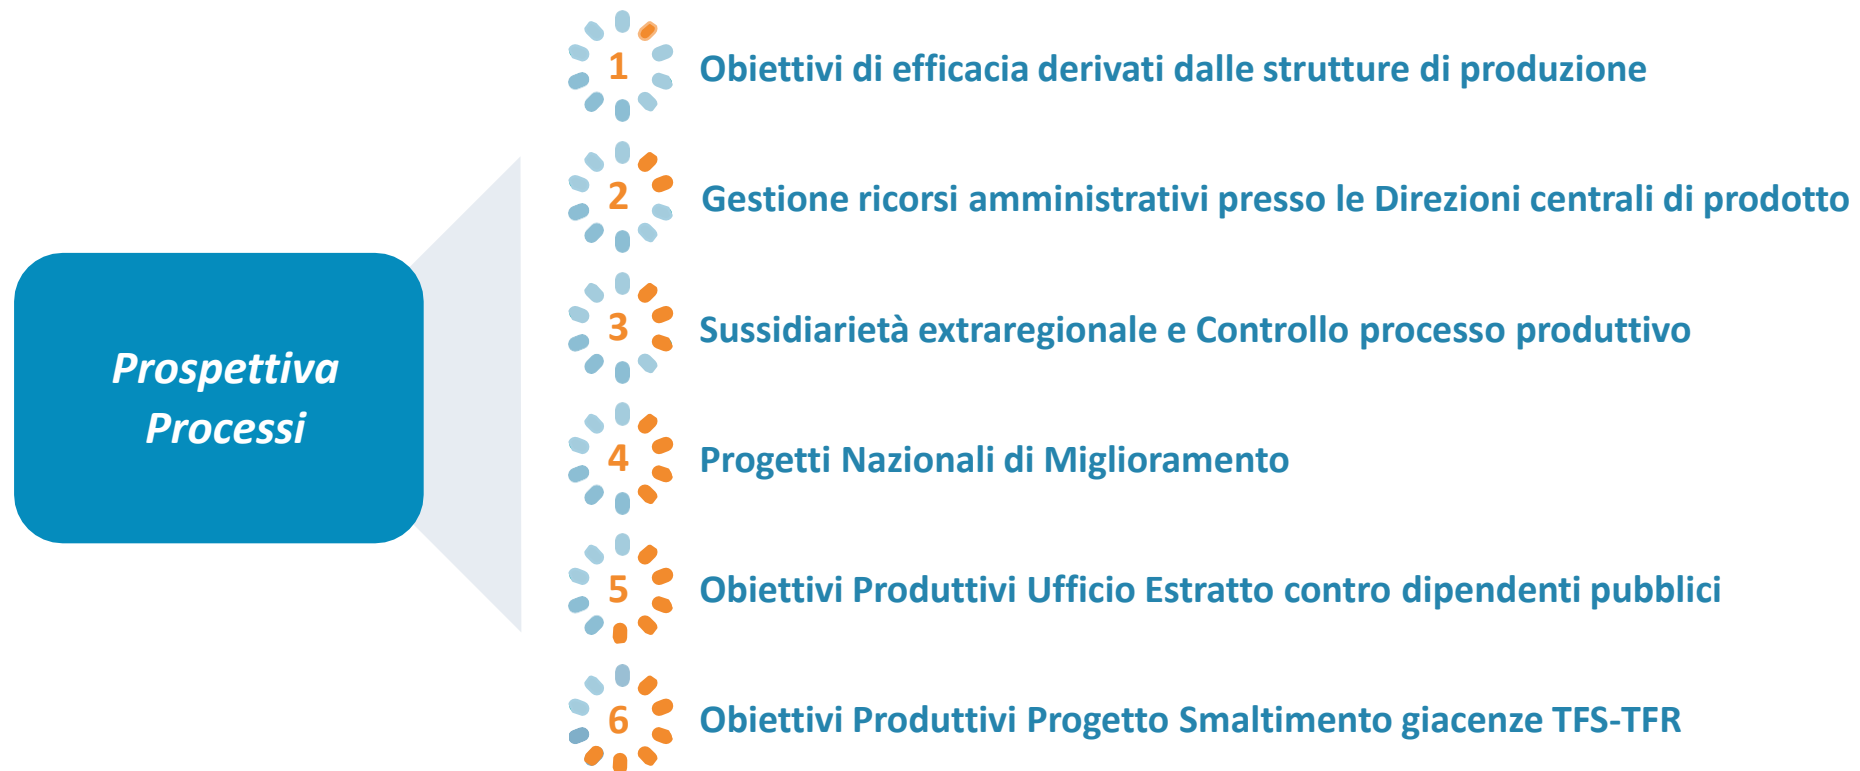 Prospettiva
Processi
1 Obiettivi di efficacia derivati dalle strutture di produzione
2 Gestione ricorsi amministrativi presso le Direzioni centrali di prodotto
3 Sussidiarietà extraregionale e Controllo processo produttivo
4 Progetti Nazionali di Miglioramento
5 Obiettivi Produttivi Ufficio Estratto contro dipendenti pubblici
6 Obiettivi Produttivi Progetto Smaltimento giacenze TFS-TFR